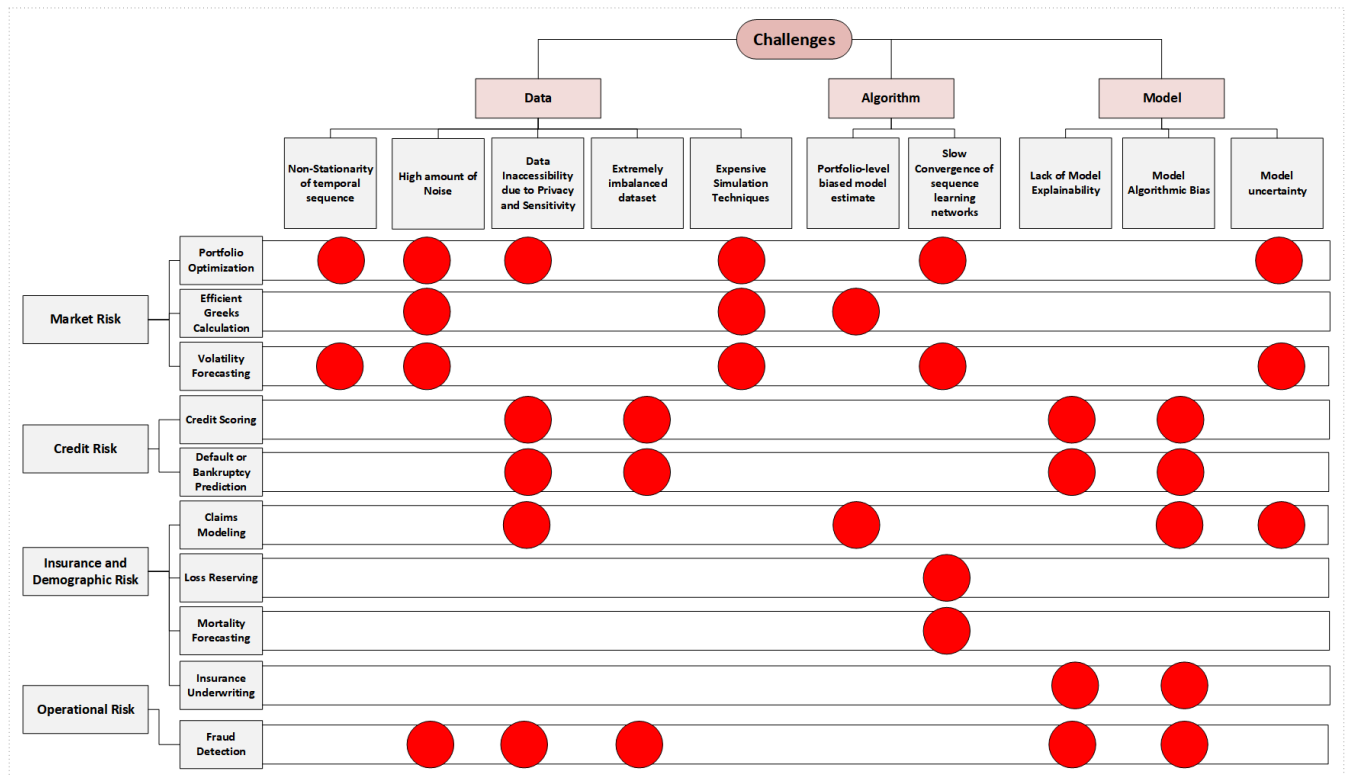 Challenges
Data
Algorithm
Model
Non-Stationarity
of temporal
sequence
High amount of
Noise
Data
Inaccessibility
due to Privacy
and Sensitivity
Extremely
imbalanced
dataset
Expensive
Simulation
Techniques
Portfolio-level
biased model
estimate
Slow
Convergence of
sequence
learning
networks
Lack of Model
Explainability
Model
Algorithmic Bias
Model
uncertainty
Market Risk
Portfolio
Optimization
Efficient
Greeks
Calculation
Volatility
Forecasting
Credit Risk
Credit Scoring
Default or
Bankruptcy
Prediction
Insurance and
Demographic Risk
Claims
Modeling
Loss Reserving
Mortality
Forecasting
Insurance
Underwriting
Operational Risk
Fraud
Detection